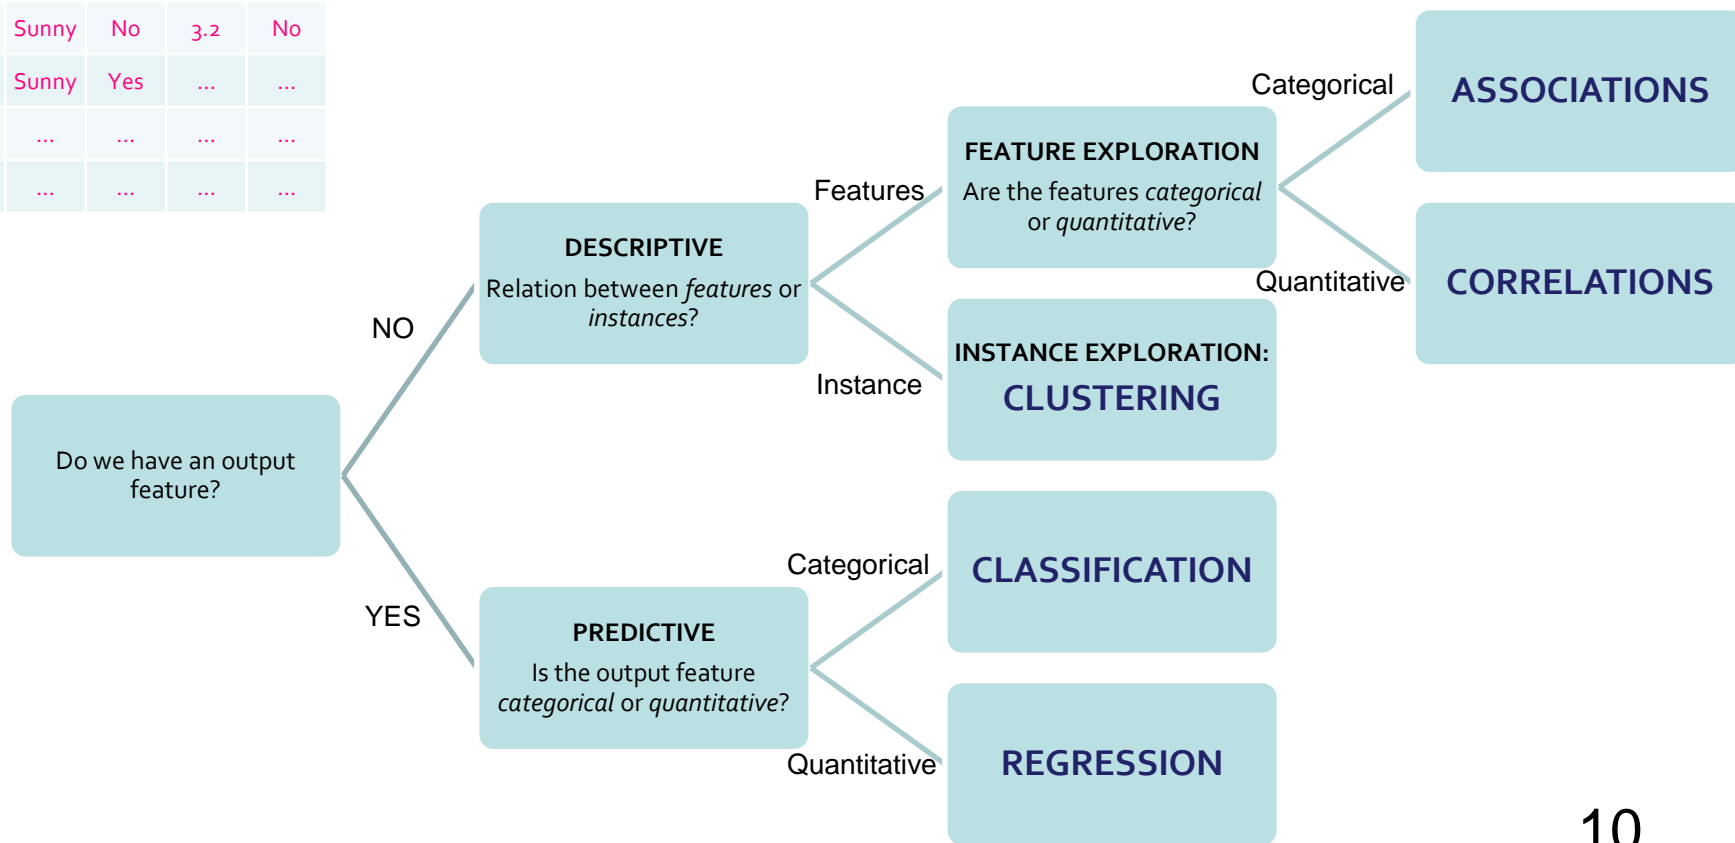 Sunny No 3.2 No
Sunny Yes ... ...
... ... ... ...
... ... ... ...
Do we have an output
feature?
NO
YES
DESCRIPTIVE
Relation between features or
instances?
Features
Instance
FEATURE EXPLORATION
Are the features categorical
or quantitative?
Categorical
Quantitative
ASSOCIATIONS
CORRELATIONS
INSTANCE EXPLORATION:
CLUSTERING
PREDICTIVE
Is the output feature
categorical or quantitative?
Categorical
Quantitative
CLASSIFICATION
REGRESSION
10